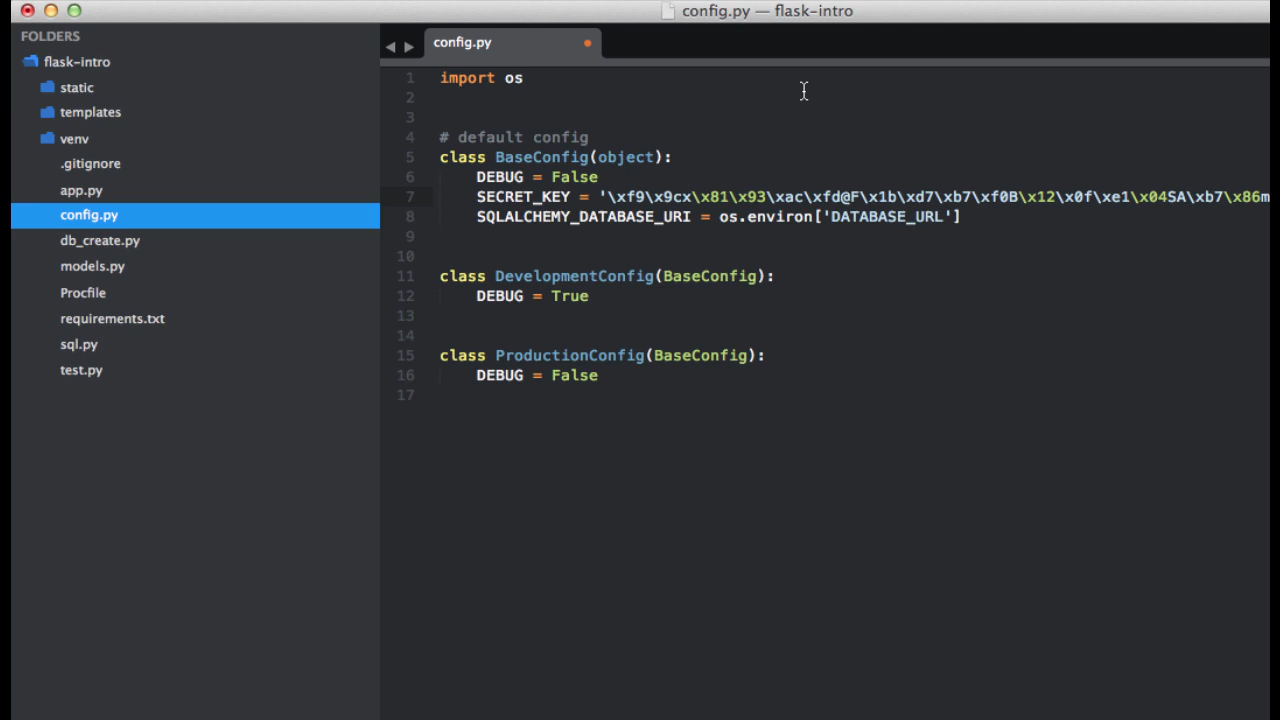 config.py — flask-intro
FOLDERS
flask-intro
static
templates
venv
.gitignore
app.py
config.py
db_create.py
models.py
Procfile
requirements.txt
sql.py
test.py
config.py
1 import os
2
3
4 # default config
5 class BaseConfig(object):
6 DEBUG = False
7 SECRET_KEY = '\xf9\x9cx\x81\x93\xac\xfd@F\x1b\xd7\xb7\xf0B\x12\x0f\xe1\x04SA\xb7\x86m
8 SQLALCHEMY_DATABASE_URI = os.environ['DATABASE_URL']
9
10
11 class DevelopmentConfig(BaseConfig):
12 DEBUG = True
13
14
15 class ProductionConfig(BaseConfig):
16 DEBUG = False
17